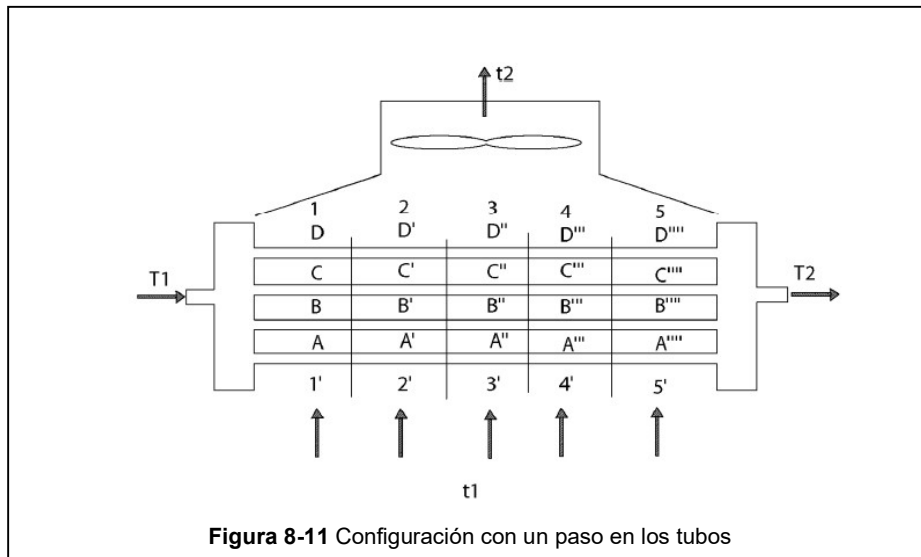 t2
1 2 3 4 5
D D' D" D''' D''''
T1 C C' C" C''' C'''' T2
B B' B" B''' B''''
A A' A" A''' A''''
1' 2' 3' 4' 5'
t1
Figura 8-11 Configuración con un paso en los tubos